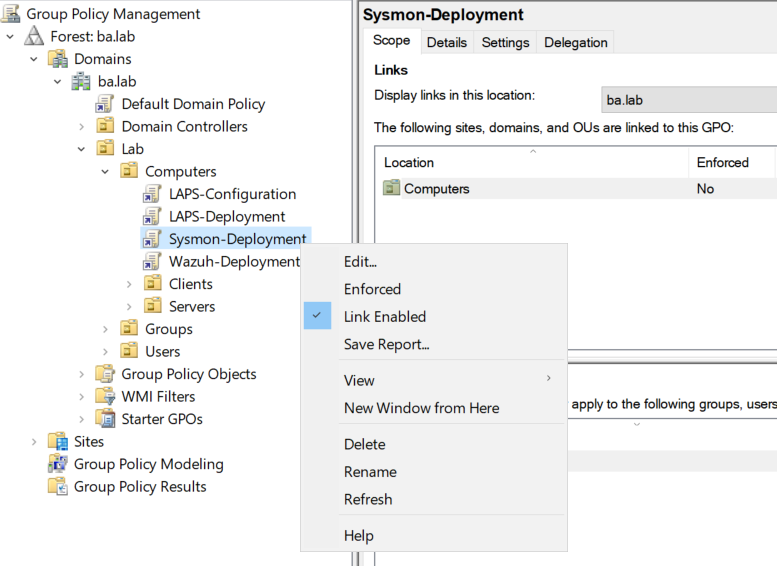 Group Policy Management
Forest: ba.lab
Domains
ba.lab
Default Domain Policy
Domain Controllers
Lab
Computers
LAPS-Configuration
LAPS-Deployment
Sysmon-Deployment
Wazuh-Deployment
Clients
Servers
Groups
Users
Group Policy Objects
WMI Filters
Starter GPOs
Sites
Group Policy Modeling
Group Policy Results
Sysmon-Deployment
Scope Details Settings Delegation
Links
Display links in this location: ba.lab
The following sites, domains, and OUs are linked to this GPO:
Location Enforced
Computers No
apply to the following groups, users
Edit...
Enforced
Link Enabled
Save Report...
View
New Window from Here
Delete
Rename
Refresh
Help